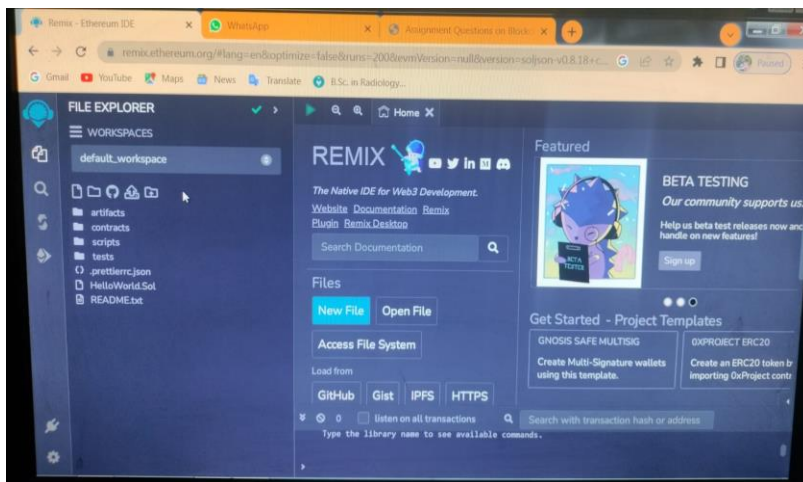 Remix - Ethereum IDE
WhatsApp
Assignment Questions on Block
remix.ethereum.org/#lang=en&optimize=false&runs=200&evmVersion=null&version=soljson-v0.8.18+c...
Paused
Gmail
YouTube
Maps
News
Translate
B.Sc. in Radiology...
FILE EXPLORER
WORKSPACES
default_workspace
artifacts
contracts
scripts
tests
.prettierrc.json
HelloWorld.Sol
README.txt
Home
REMIX
The Native IDE for Web3 Development.
Website Documentation Remix
Plugin Remix Desktop
Search Documentation
Files
New File
Open File
Access File System
Load from
GitHub
Gist
IPFS
HTTPS
Featured
BETA TESTER
BETA TESTING
Our community supports us.
Help us beta test releases now and
handle on new features!
Sign up
Get Started - Project Templates
GNOSIS SAFE MULTISIG
Create Multi-Signature wallets
using this template.
0XPROJECT ERC20
Create an ERC20 token by
importing 0xProject contr
0
listen on all transactions
Search with transaction hash or address
Type the library name to see available commands.
>